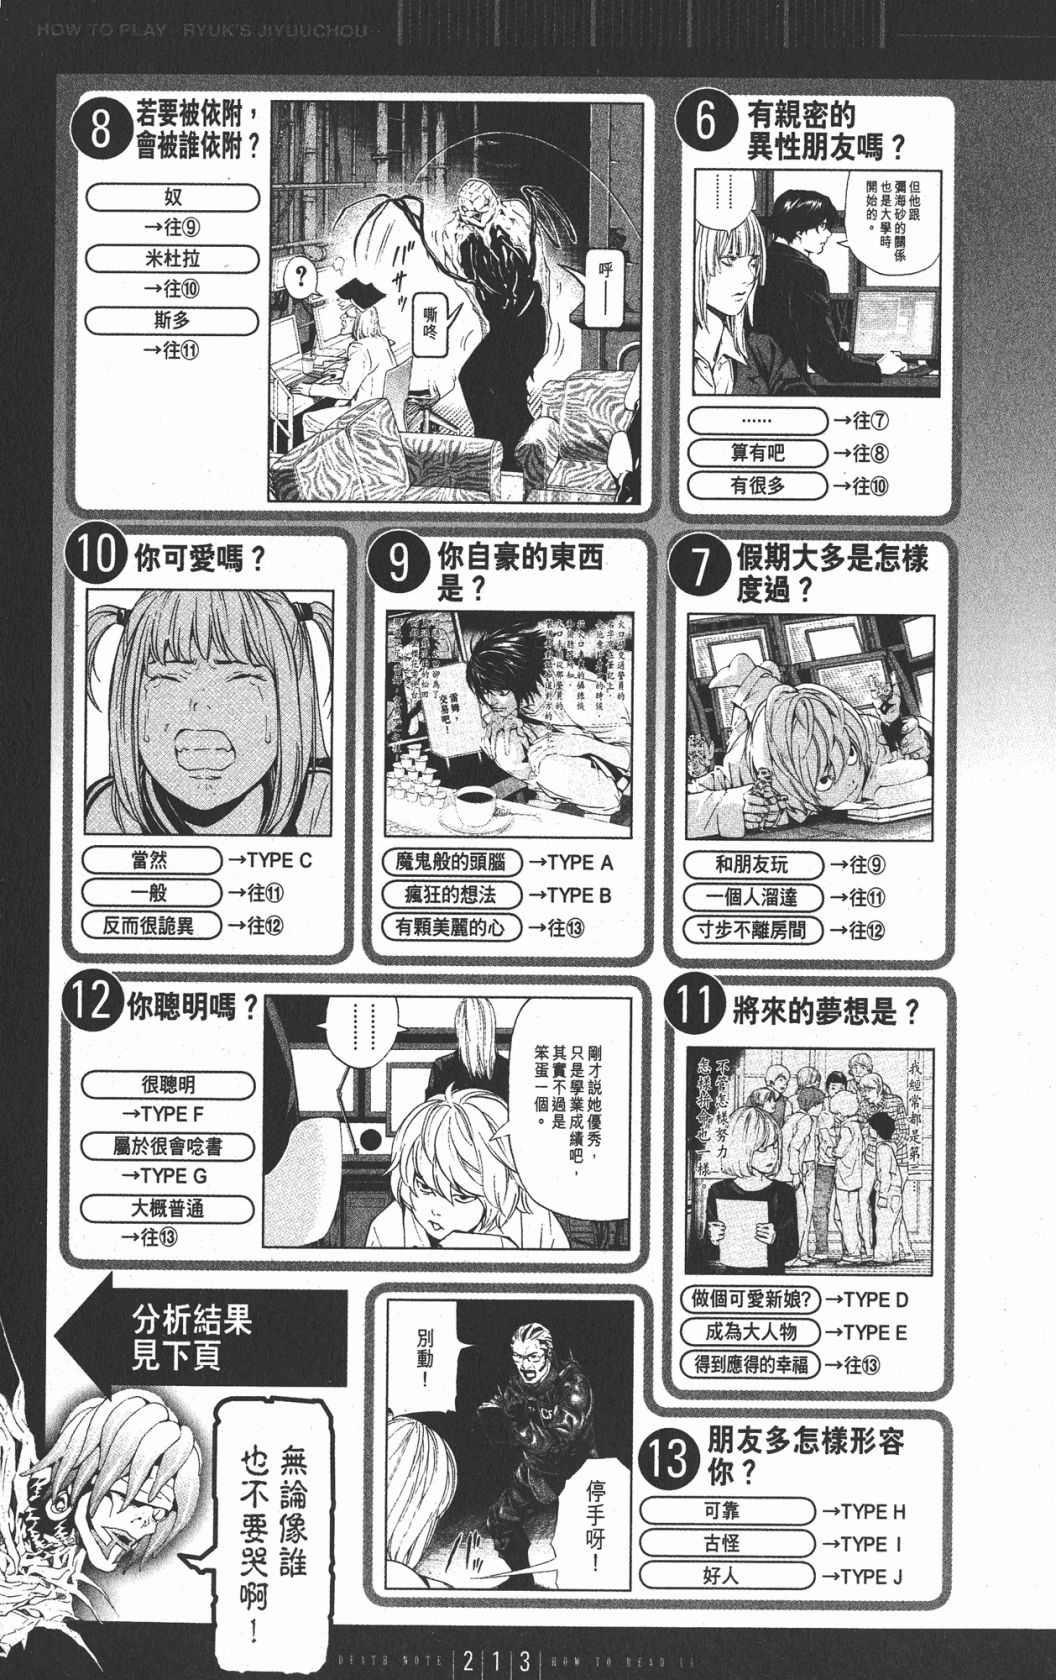 HOW TO PLAY - RYUK'S JIYUUCHOU -
6
有親密的
異性朋友嗎？
但他跟
彌海砂的關係
也是大學時
開始的。
⋯⋯
⋯⋯ →往⑦
算有吧 →往⑧
有很多 →往⑩
8
若要被依附，
會被誰依附？
奴
→往⑨
米杜拉
→往⑩
斯多
→往⑪
呼——
嘶咚
？
7
假期大多是怎樣
度過？
和朋友玩 →往⑨
一個人溜達 →往⑪
寸步不離房間 →往⑫
9
你自豪的東西
是？
雷姆，
交易吧！
魔鬼般的頭腦 →TYPE A
瘋狂的想法 →TYPE B
有顆美麗的心 →往⑬
10
你可愛嗎？
當然 →TYPE C
一般 →往⑪
反而很詭異 →往⑫
11
將來的夢想是？
我經常都是第二
不管怎樣努力
怎樣拚命也一樣。
做個可愛新娘? →TYPE D
成為大人物 →TYPE E
得到應得的幸福 →往⑬
12
你聰明嗎？
剛才說她優秀，
只是學業成績吧，
其實不過是
笨蛋一個。
⋯⋯
很聰明
→TYPE F
屬於很會唸書
→TYPE G
大概普通
→往⑬
13
朋友多怎樣形容
你？
別動！
停手呀！
可靠 →TYPE H
古怪 →TYPE I
好人 →TYPE J
分析結果
見下頁
無論像誰
也不要哭啊！
DEATH NOTE 213 HOW TO READ 13